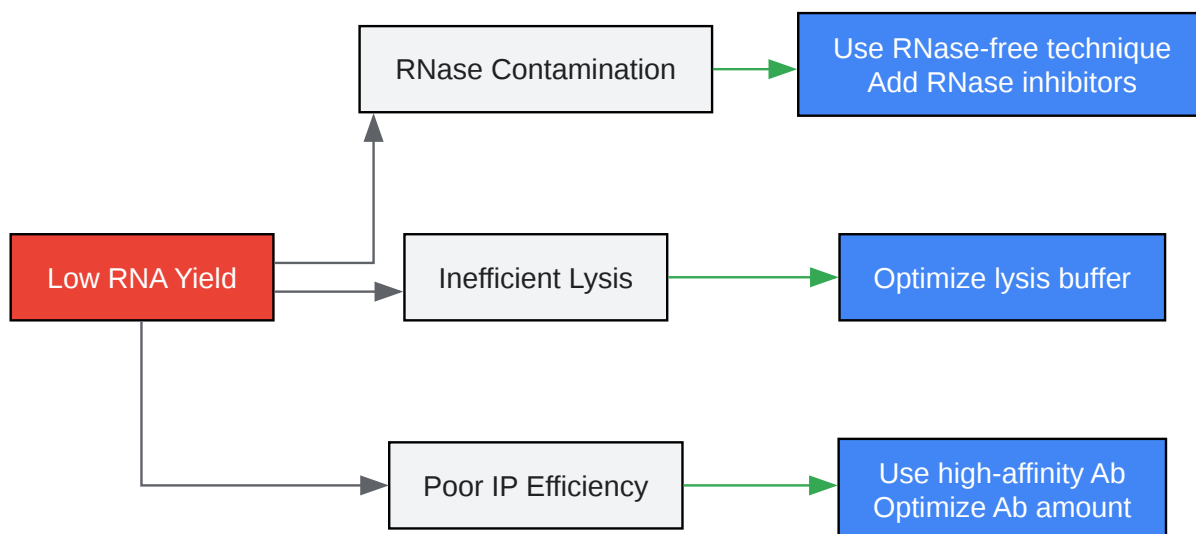 RNase Contamination
Use RNase-free technique
Add RNase inhibitors
Low RNA Yield
Inefficient Lysis
Optimize lysis buffer
Poor IP Efficiency
Use high-affinity Ab
Optimize Ab amount